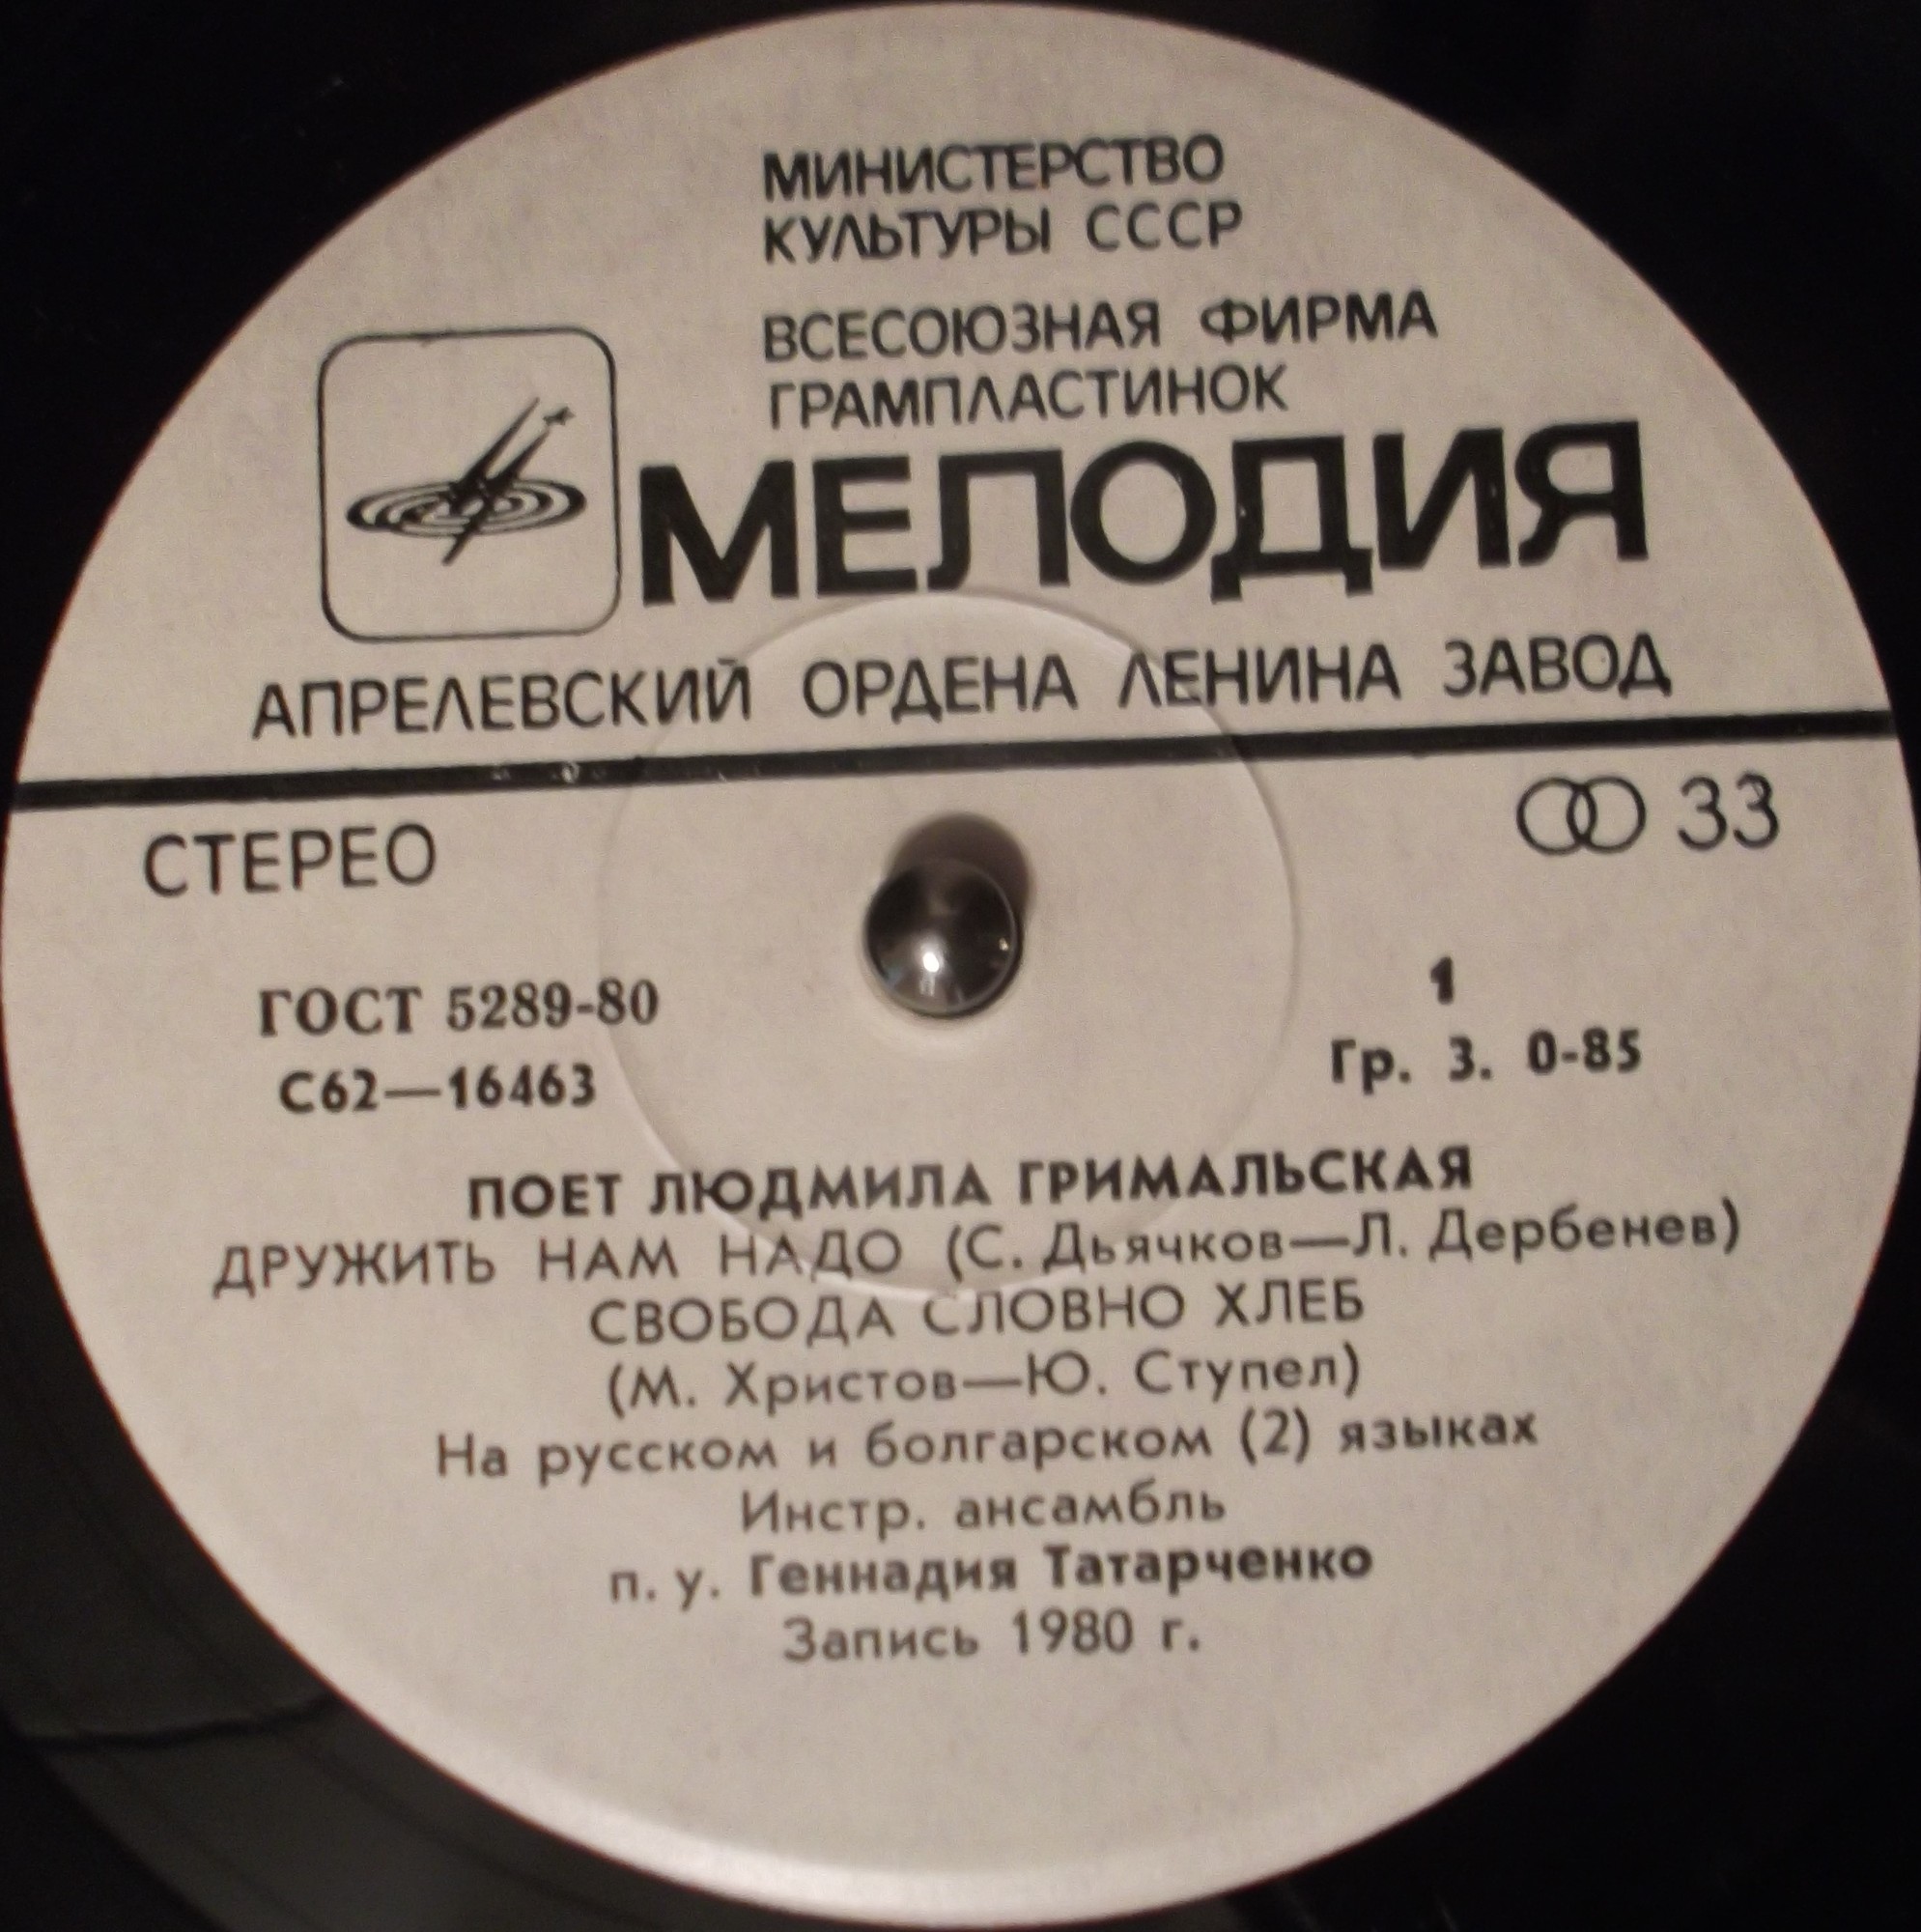 МИНИСТЕРСТВО
КУЛЬТУРЫ СССР
ВСЕСОЮЗНАЯ ФИРМА
ГРАМПЛАСТИНОК
МЕЛОДИЯ
АПРЕЛЕВСКИЙ ОРДЕНА ЛЕНИНА ЗАВОД
СТЕРЕО
33
ГОСТ 5289-80
С62—16463
1
Гр. 3. 0-85
ПОЕТ ЛЮДМИЛА ГРИМАЛЬСКАЯ
ДРУЖИТЬ НАМ НАДО (С. Дьячков—Л. Дербенев)
СВОБОДА СЛОВНО ХЛЕБ
(М. Христов—Ю. Ступел)
На русском и болгарском (2) языках
Инстр. ансамбль
п. у. Геннадия Татарченко
Запись 1980 г.